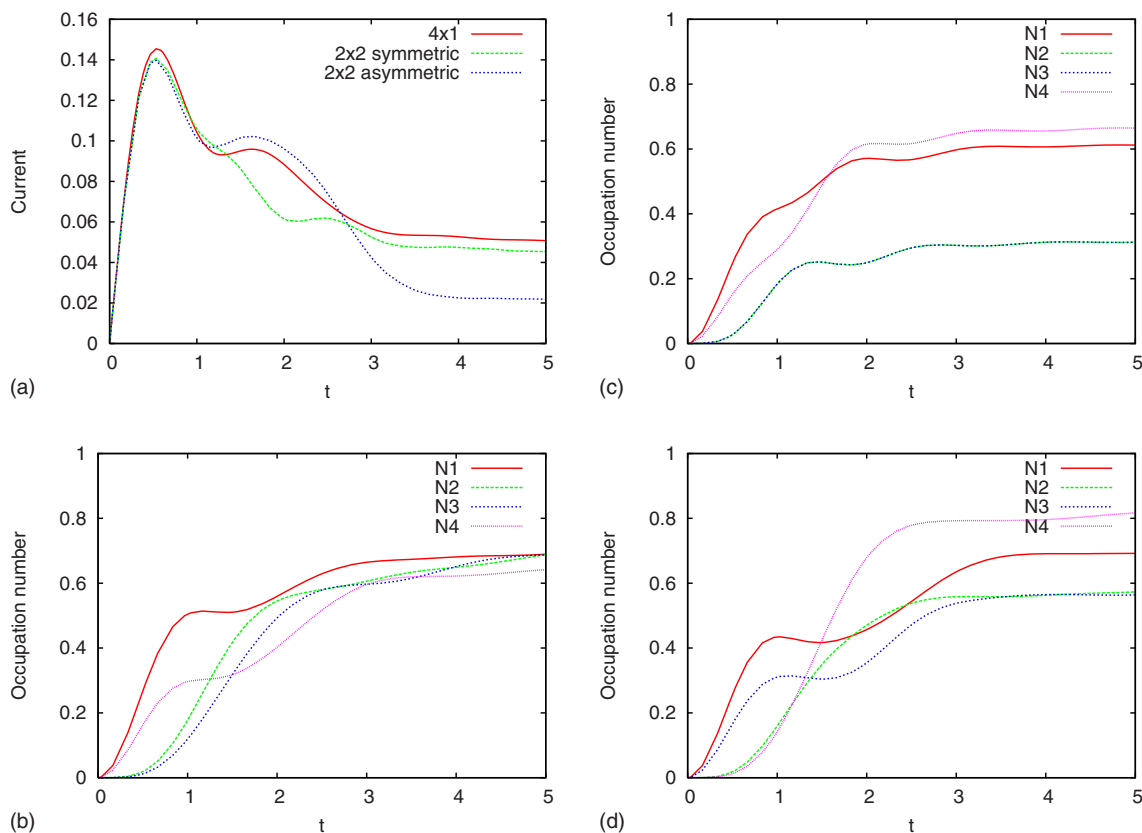 0.16
0.14
0.12
0.1
0.08
0.06
0.04
0.02
0
Current
4x1
2x2 symmetric
2x2 asymmetric
0 1 2 3 4 5
t
(a)
1
0.8
0.6
0.4
0.2
0
Occupation number
N1
N2
N3
N4
0 1 2 3 4 5
t
(c)
1
0.8
0.6
0.4
0.2
0
Occupation number
N1
N2
N3
N4
0 1 2 3 4 5
t
(b)
1
0.8
0.6
0.4
0.2
0
Occupation number
N1
N2
N3
N4
0 1 2 3 4 5
t
(d)